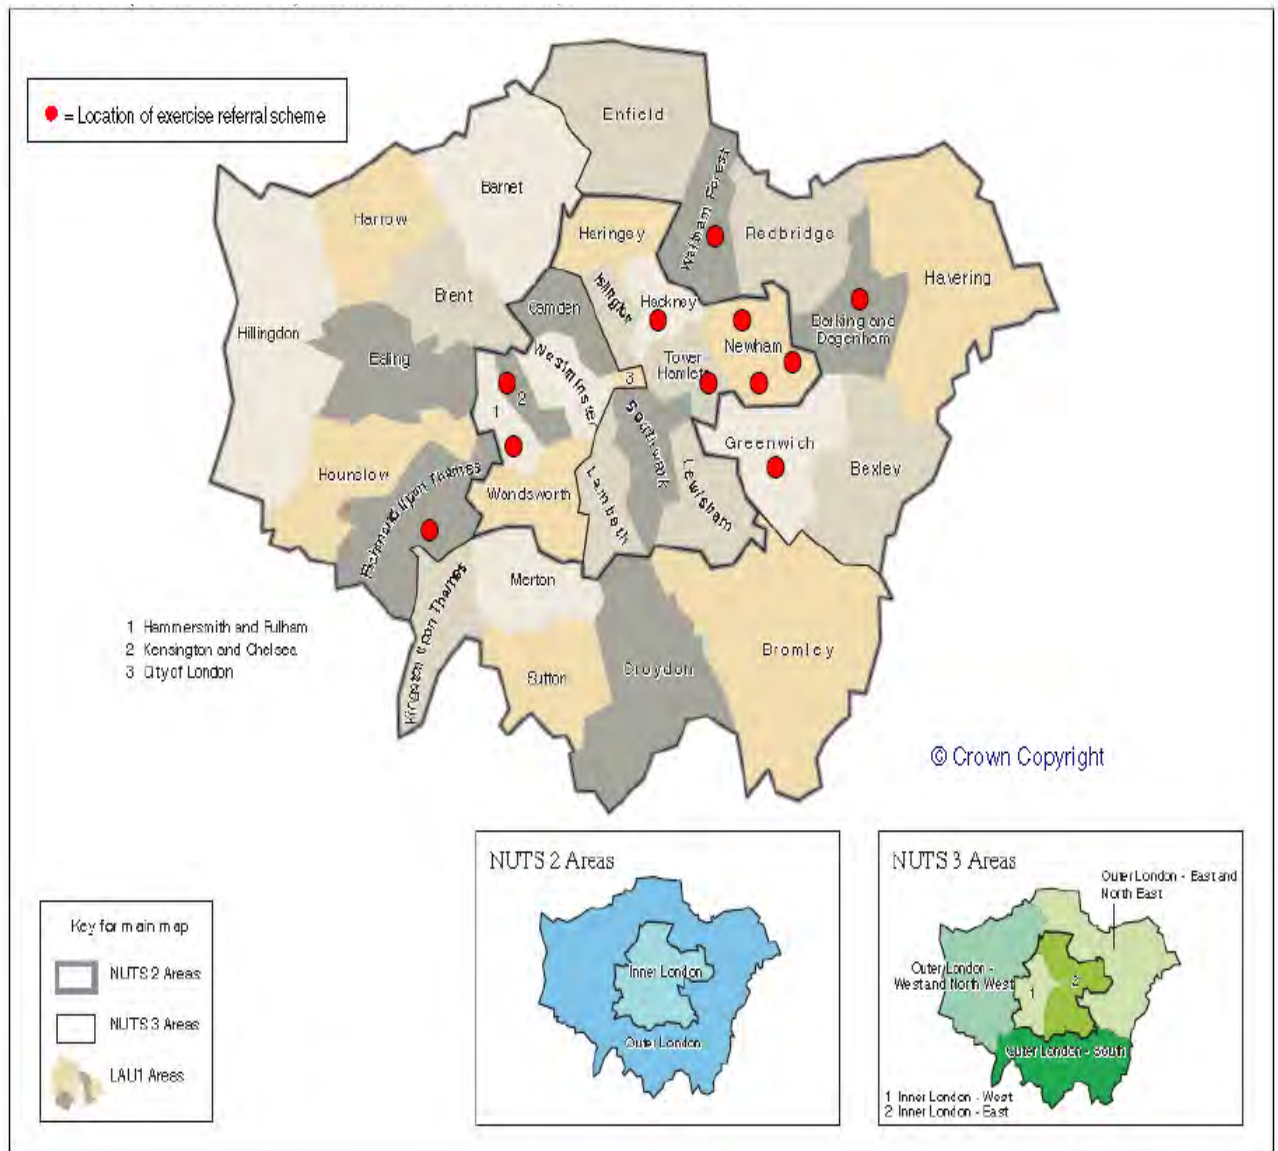 = Location of exercise referral scheme
Enfield
Barnet
Harrow
Haringey
Waltham Forest
Redbridge
Havering
Brent
Camden
Islington
Hackney
Hillingdon
Ealing
Westminster
Tower
Hamlets
Newham
Barking and
Dagenham
3
2
1
Southwark
Greenwich
Bexley
Hounslow
Richmond Upon Thames
Wandsworth
Lambeth
Lewisham
Merton
Kingston Upon Thames
Sutton
Croydon
Bromley
1 Hammersmith and Fulham
2 Kensington and Chelsea
3 City of London
© Crown Copyright
Key for main map
NUTS 2 Areas
NUTS 3 Areas
LAU1 Areas
NUTS 2 Areas
Inner London
Outer London
NUTS 3 Areas
Outer London - East and
North East
Outer London -
West and North West
1
2
Outer London - South
1 Inner London - West
2 Inner London - East